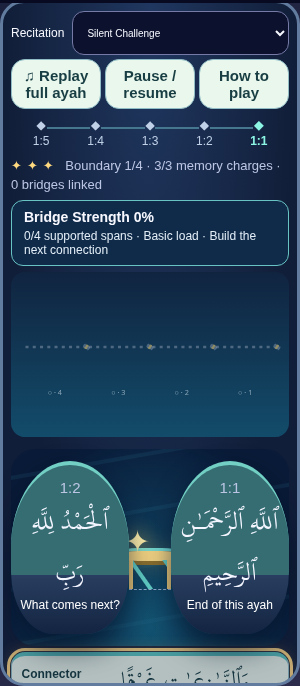 Recitation
Silent Challenge
♫ Replay full ayah
Pause / resume
How to play
1:5 1:4 1:3 1:2 1:1
✦ ✦ ✦ Boundary 1/4 · 3/3 memory charges ·
0 bridges linked
Bridge Strength 0%
0/4 supported spans · Basic load · Build the
next connection
○ · 4 ○ · 3 ○ · 2 ○ · 1
1:1
ٱللَّهِ ٱلرَّحْمَـٰنِ
ٱلرَّحِيمِ
End of this ayah
1:2
ٱلْحَمْدُ لِلَّهِ
رَبِّ
What comes next?
Connector